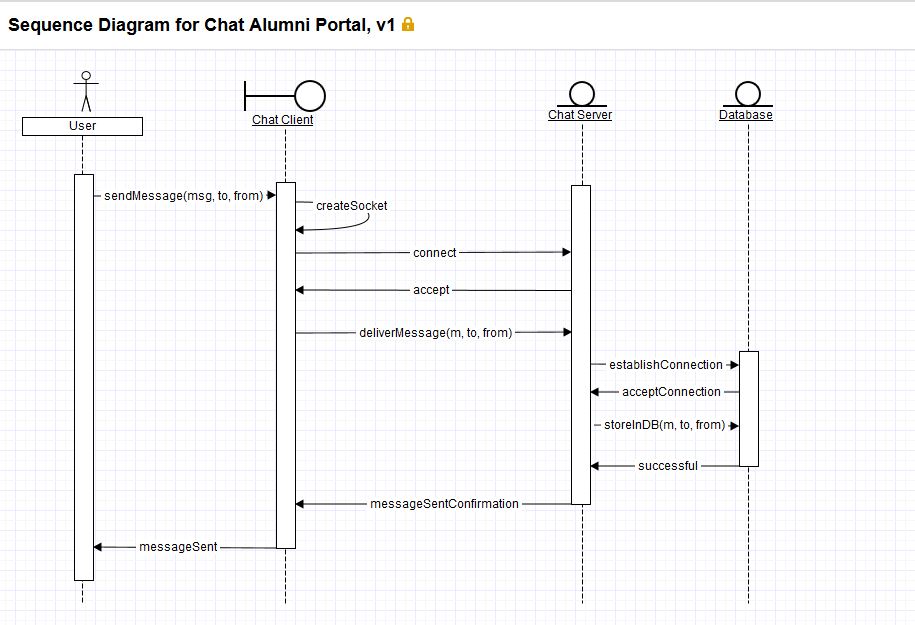 Sequence Diagram for Chat Alumni Portal, v1
User
Chat Client
Chat Server
Database
sendMessage(msg, to, from)
createSocket
connect
accept
deliverMessage(m, to, from)
establishConnection
acceptConnection
storeInDB(m, to, from)
successful
messageSentConfirmation
messageSent